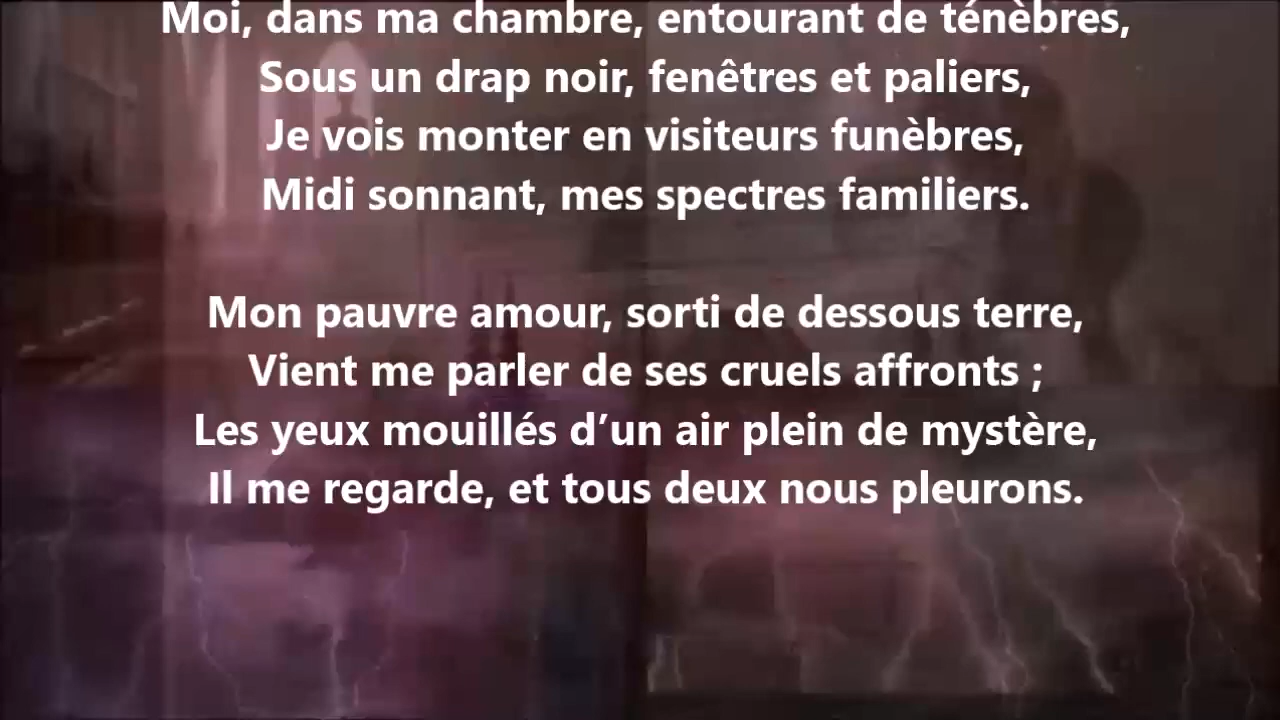 Moi, dans ma chambre, entourant de ténèbres,
Sous un drap noir, fenêtres et paliers,
Je vois monter en visiteurs funèbres,
Midi sonnant, mes spectres familiers.
Mon pauvre amour, sorti de dessous terre,
Vient me parler de ses cruels affronts ;
Les yeux mouillés d’un air plein de mystère,
Il me regarde, et tous deux nous pleurons.